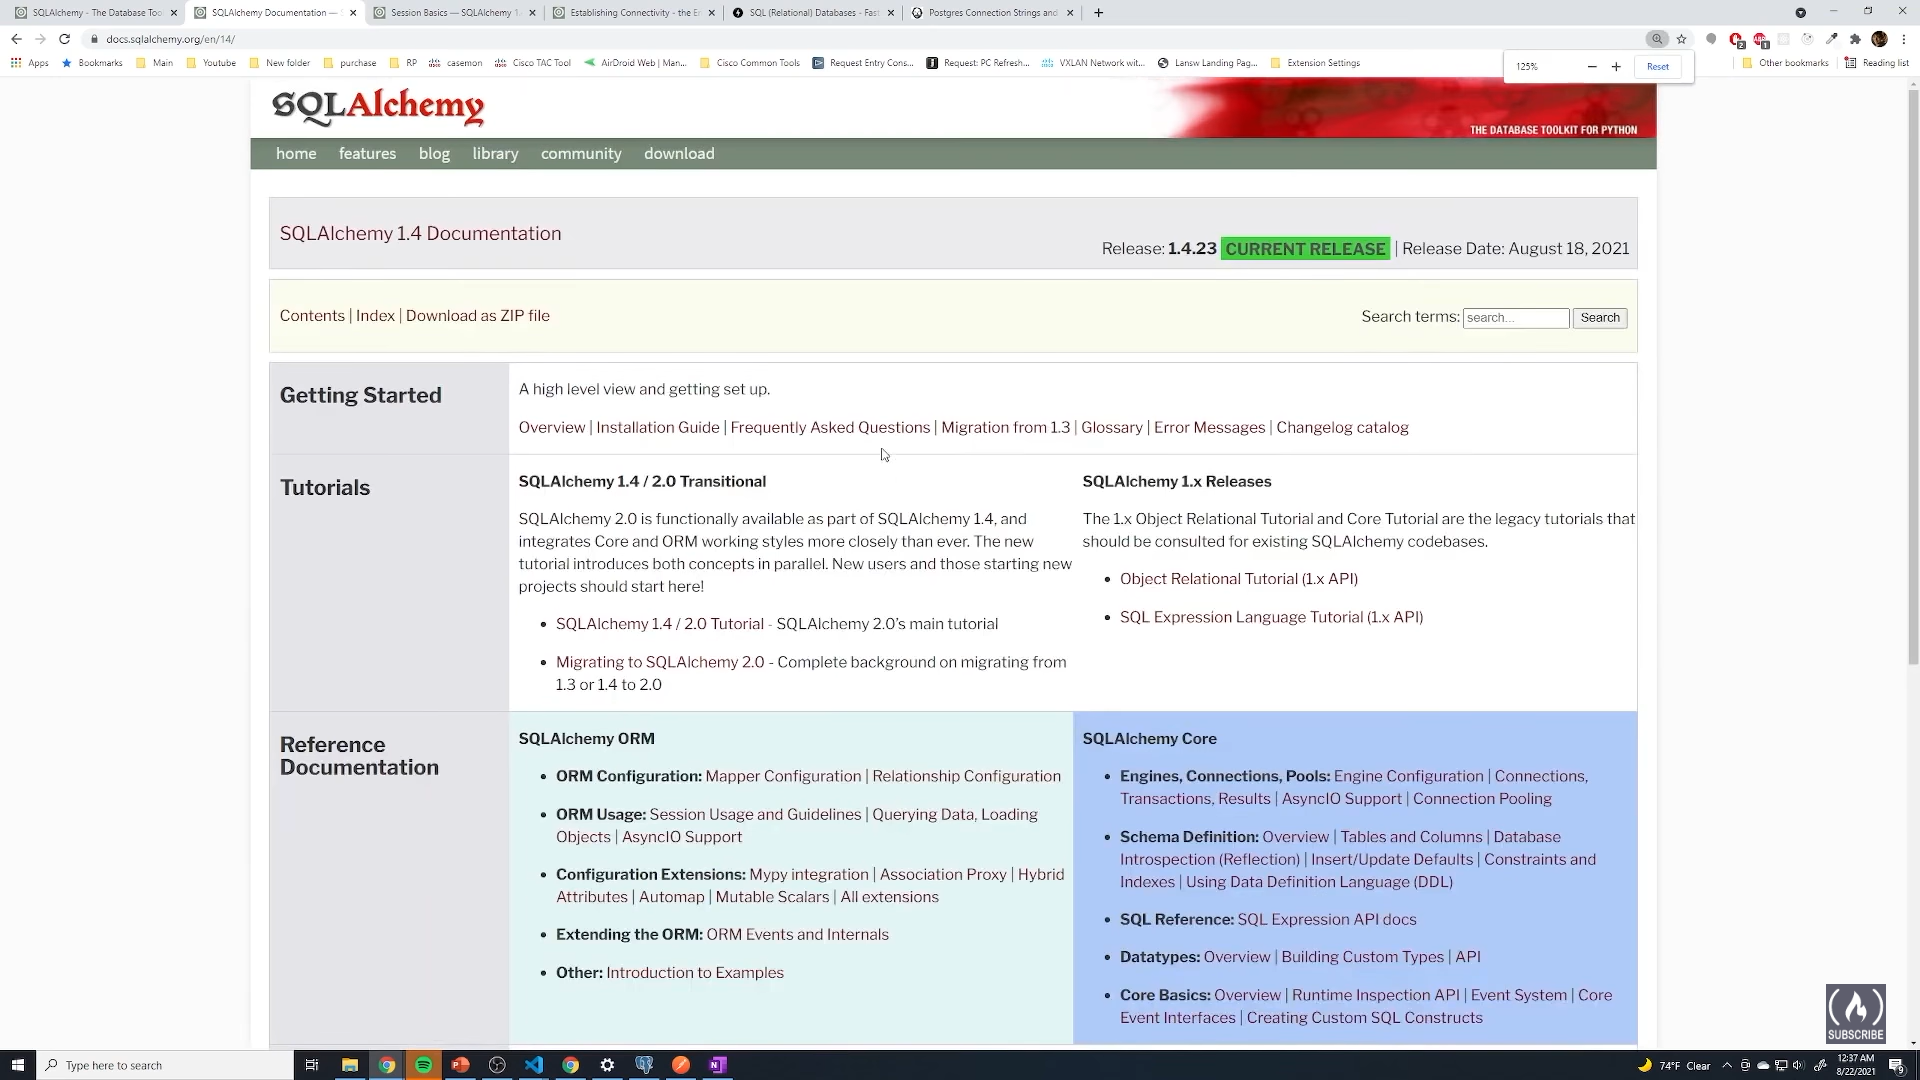 SQLAlchemy - The Database Too
SQLAlchemy Documentation — S
Session Basics — SQLAlchemy 1.
Establishing Connectivity - the E
SQL (Relational) Databases - Fast
Postgres Connection Strings and
docs.sqlalchemy.org/en/14/
Apps
Bookmarks
Main
Youtube
New folder
purchase
RP
casemon
Cisco TAC Tool
AirDroid Web | Man...
Cisco Common Tools
Request Entry Cons...
Request: PC Refresh...
VXLAN Network wit...
Lansw Landing Pag...
Extension Settings
Other bookmarks
Reading list
125%
Reset
SQLAlchemy
THE DATABASE TOOLKIT FOR PYTHON
home features blog library community download
SQLAlchemy 1.4 Documentation
Release: 1.4.23 CURRENT RELEASE | Release Date: August 18, 2021
Contents | Index | Download as ZIP file
Search terms: search... Search
Getting Started
A high level view and getting set up.
Overview | Installation Guide | Frequently Asked Questions | Migration from 1.3 | Glossary | Error Messages | Changelog catalog
Tutorials
SQLAlchemy 1.4 / 2.0 Transitional
SQLAlchemy 2.0 is functionally available as part of SQLAlchemy 1.4, and
integrates Core and ORM working styles more closely than ever. The new
tutorial introduces both concepts in parallel. New users and those starting new
projects should start here!
• SQLAlchemy 1.4 / 2.0 Tutorial - SQLAlchemy 2.0's main tutorial
• Migrating to SQLAlchemy 2.0 - Complete background on migrating from
1.3 or 1.4 to 2.0
SQLAlchemy 1.x Releases
The 1.x Object Relational Tutorial and Core Tutorial are the legacy tutorials that
should be consulted for existing SQLAlchemy codebases.
• Object Relational Tutorial (1.x API)
• SQL Expression Language Tutorial (1.x API)
Reference
Documentation
SQLAlchemy ORM
• ORM Configuration: Mapper Configuration | Relationship Configuration
• ORM Usage: Session Usage and Guidelines | Querying Data, Loading
Objects | AsyncIO Support
• Configuration Extensions: Mypy integration | Association Proxy | Hybrid
Attributes | Automap | Mutable Scalars | All extensions
• Extending the ORM: ORM Events and Internals
• Other: Introduction to Examples
SQLAlchemy Core
• Engines, Connections, Pools: Engine Configuration | Connections,
Transactions, Results | AsyncIO Support | Connection Pooling
• Schema Definition: Overview | Tables and Columns | Database
Introspection (Reflection) | Insert/Update Defaults | Constraints and
Indexes | Using Data Definition Language (DDL)
• SQL Reference: SQL Expression API docs
• Datatypes: Overview | Building Custom Types | API
• Core Basics: Overview | Runtime Inspection API | Event System | Core
Event Interfaces | Creating Custom SQL Constructs
SUBSCRIBE
Type here to search
74°F Clear
12:37 AM
8/22/2021